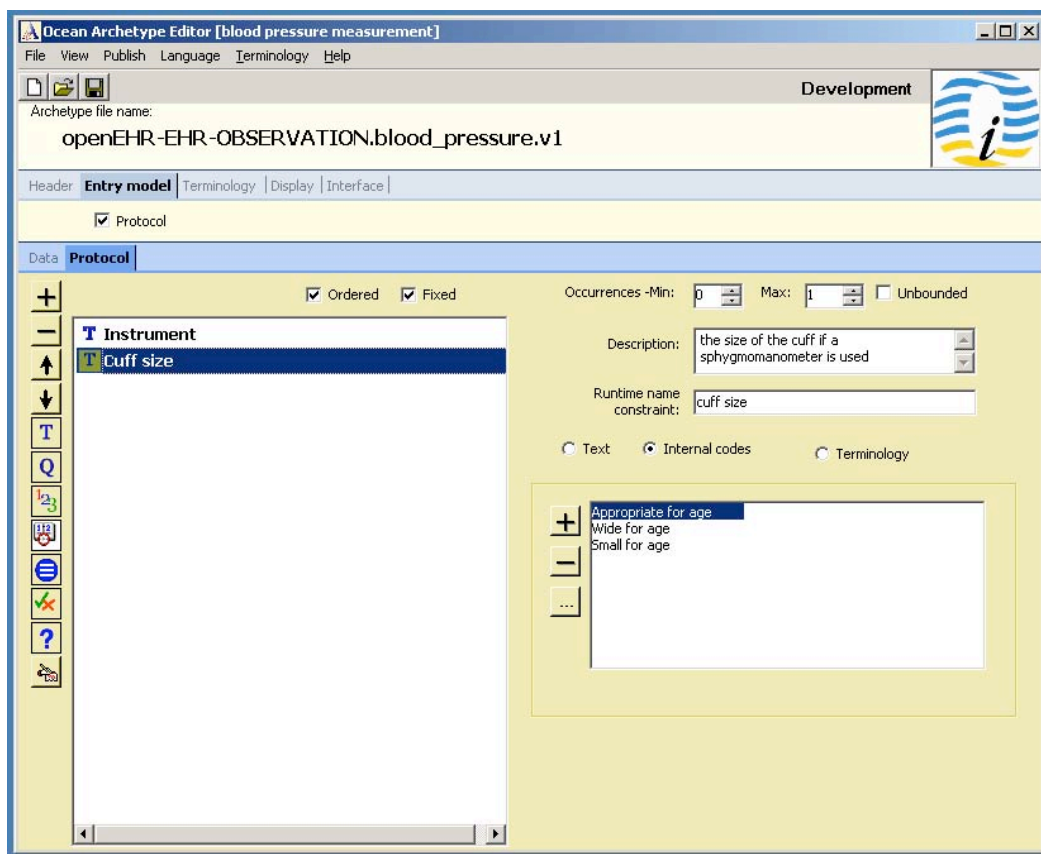 Ocean Archetype Editor [blood pressure measurement]
File View Publish Language Terminology Help
Development
Archetype file name:
openEHR-EHR-OBSERVATION.blood_pressure.v1
i
Header Entry model Terminology Display Interface
Protocol
Data Protocol
Ordered Fixed
Occurrences -Min: 0 Max: 1 Unbounded
T Instrument
T Cuff size
Description: the size of the cuff if a
sphygmomanometer is used
Runtime name
constraint: cuff size
Text Internal codes Terminology
T
Q
123
?
Appropriate for age
Wide for age
Small for age
...